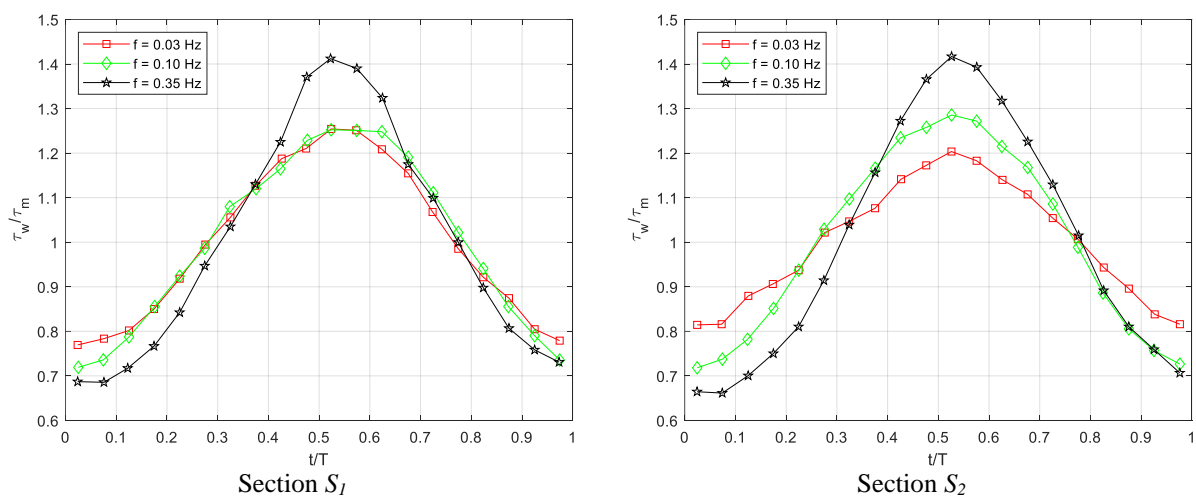 1.5
1.4
1.3
1.2
1.1
1
0.9
0.8
0.7
0.6
τw/τm
f = 0.03 Hz
f = 0.10 Hz
f = 0.35 Hz
0 0.1 0.2 0.3 0.4 0.5 0.6 0.7 0.8 0.9 1
t/T
Section S1
1.5
1.4
1.3
1.2
1.1
1
0.9
0.8
0.7
0.6
τw/τm
f = 0.03 Hz
f = 0.10 Hz
f = 0.35 Hz
0 0.1 0.2 0.3 0.4 0.5 0.6 0.7 0.8 0.9 1
t/T
Section S2